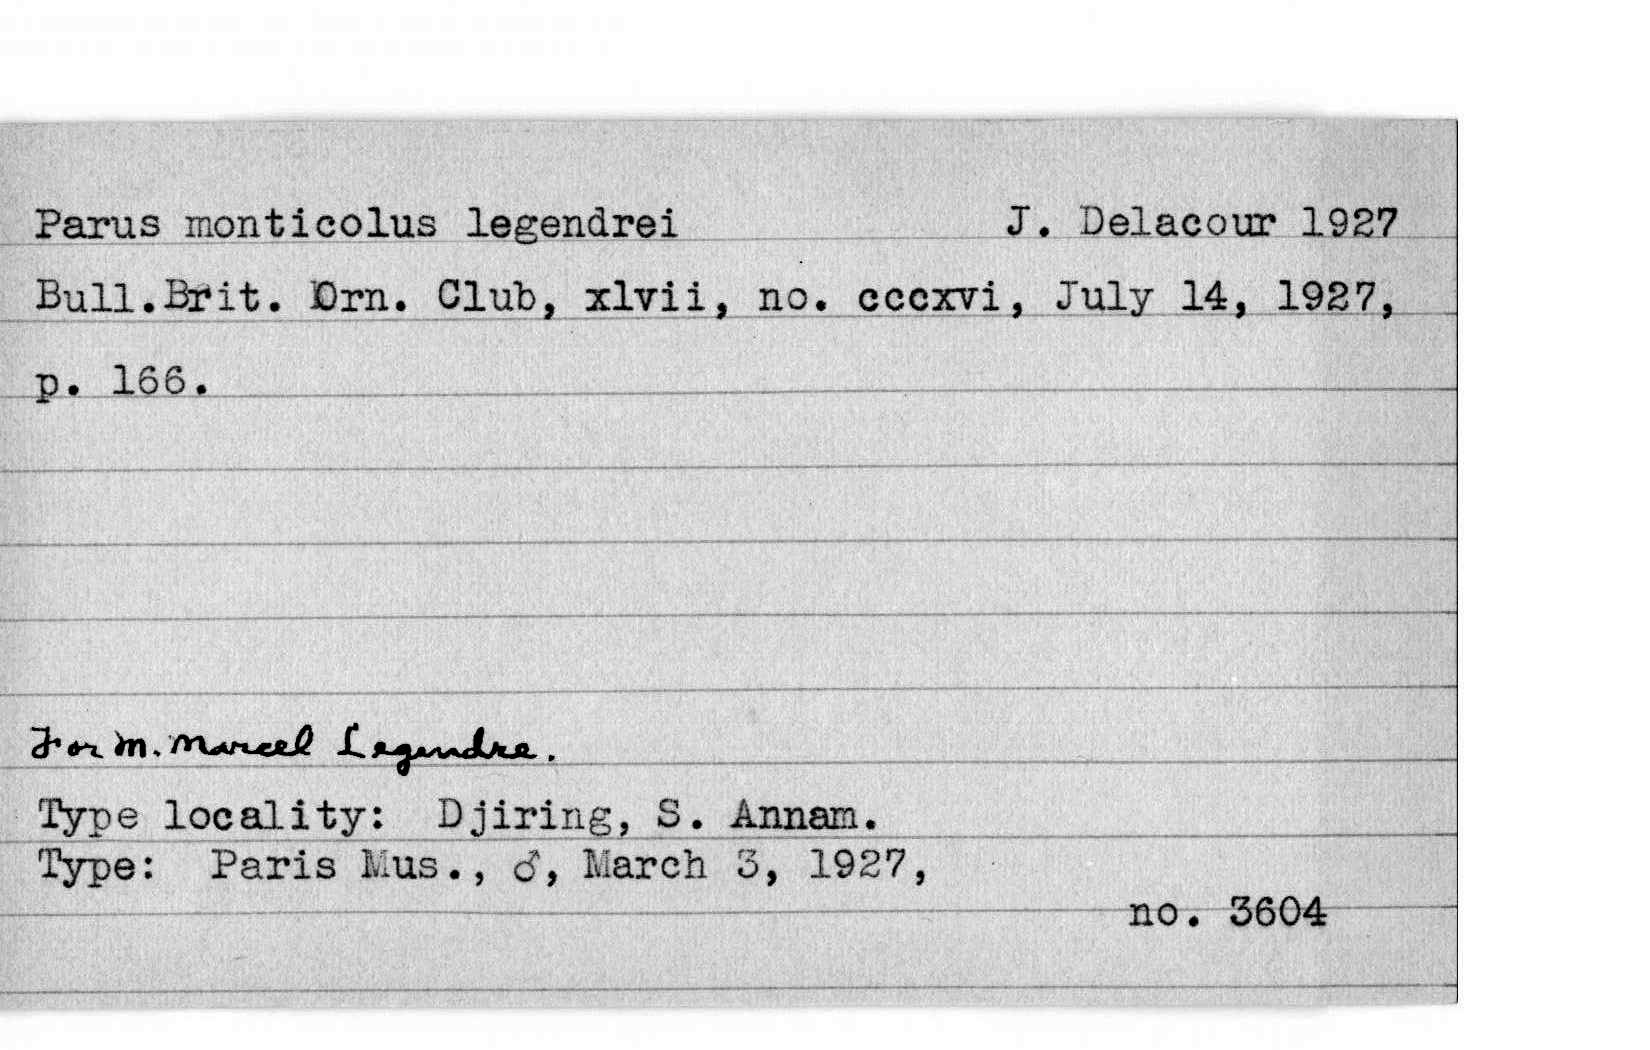 Parus monticolus legendrei J. Delacour 1927
Bull.Brit. Orn. Club, xlvii, no. cccxvi, July 14, 1927,
p. 166.
For M. Marcel Legendre.
Type locality: Djiring, S. Annam.
Type: Paris Mus., ♂, March 3, 1927,
no. 3604